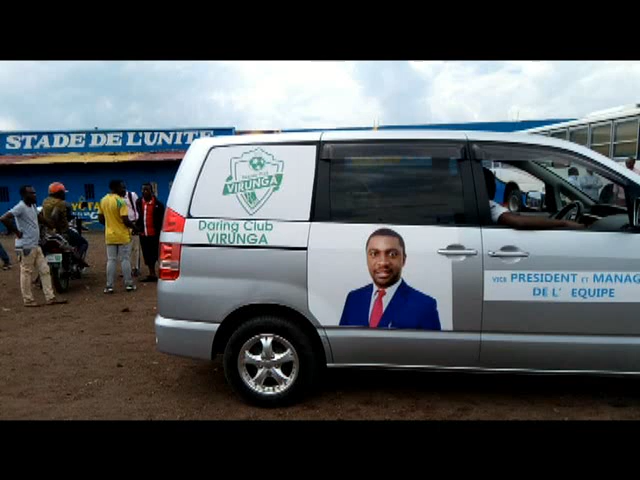 STADE DE L'UNITE
VIRUNGA
Daring Club
VIRUNGA
VICE PRESIDENT ET MANAG
DE L' EQUIPE